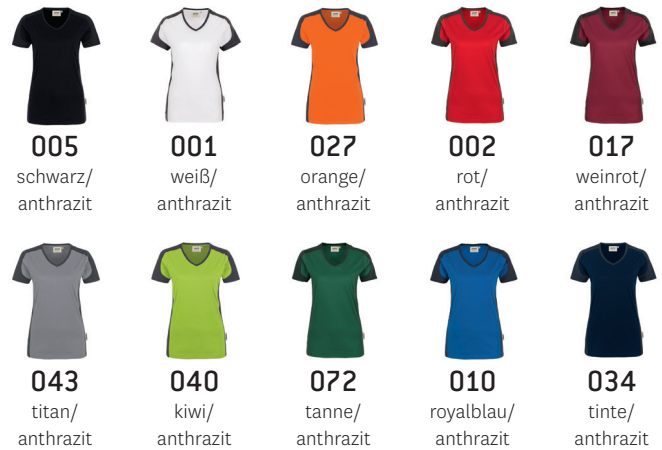 005
schwarz/
anthrazit
001
weiß/
anthrazit
027
orange/
anthrazit
002
rot/
anthrazit
017
weinrot/
anthrazit
043
titan/
anthrazit
040
kiwi/
anthrazit
072
tanne/
anthrazit
010
royalblau/
anthrazit
034
tinte/
anthrazit